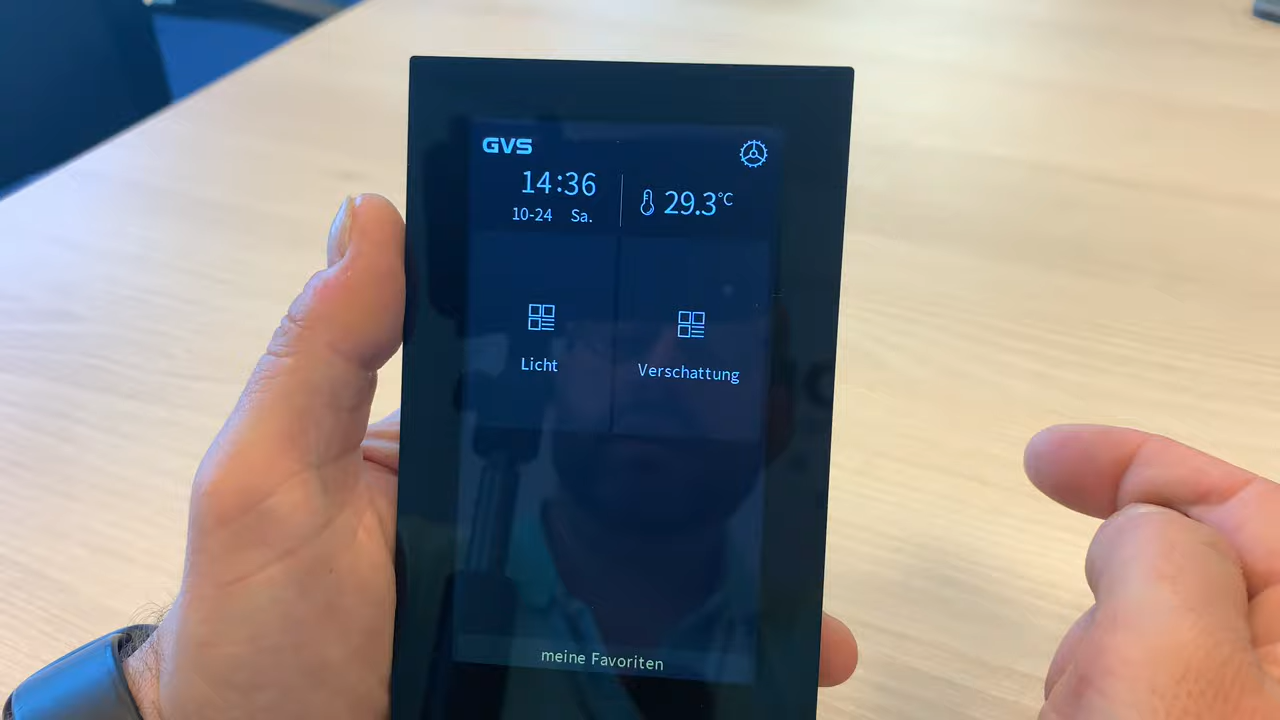 GVS
14:36
10-24 Sa.
29.3°C
Licht
Verschattung
meine Favoriten